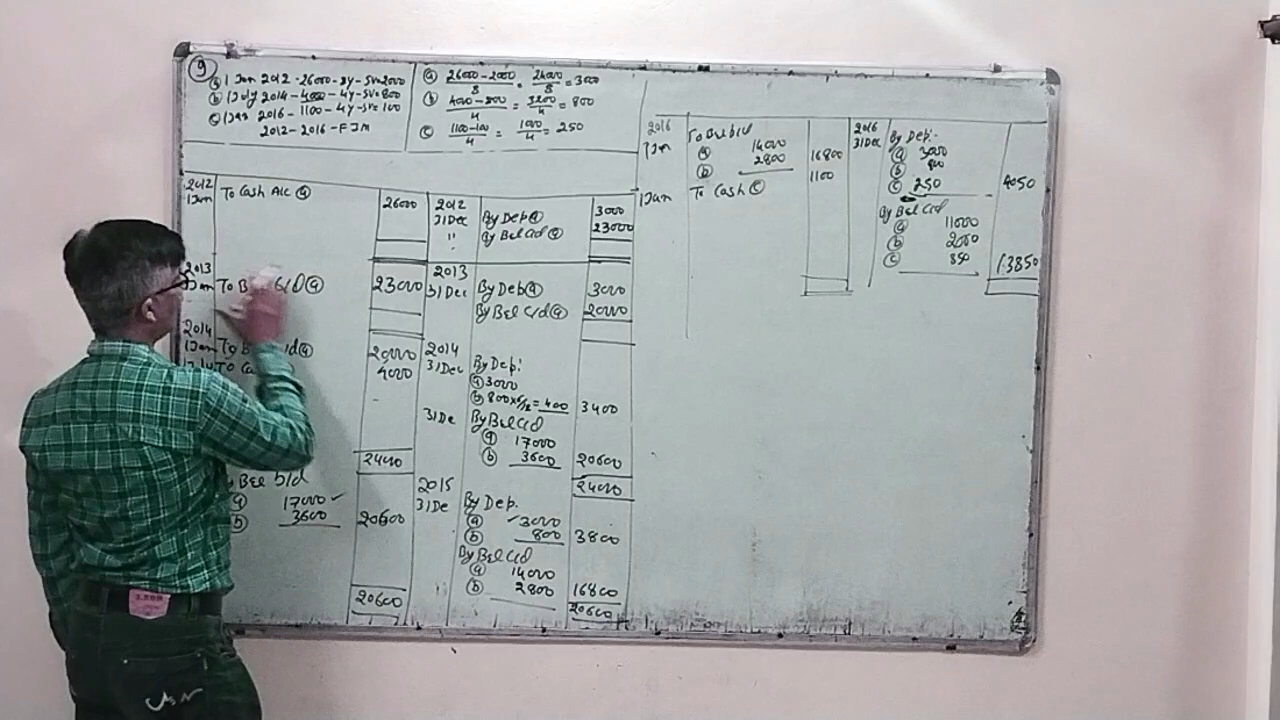 9
a 1 Jan 2012 - 26000 - 8Y - SV=2000
b 1 July 2014 - 4000 - 4Y - SV=800
c 1 Jan 2016 - 1100 - 4Y - SV= 100
2012 - 2016 - FIM
a 26000-2000/8 = 24000/8 = 3000
b 4000-800/4 = 3200/4 = 800
c 1100-100/4 = 1000/4 = 250
2012
1 Jan To Cash A/c a 26000
2012
31 Dec By Dep a 3000
" By Bal C/d a 23000
2013
Jan To 23000
2013
31 Dec By Dep a 3000
By Bal C/d a 20000
2014
1 Jan To a 20000
To 4000
24000
2014
31 Dec By Dep:
a 3000
b 800x6/12 = 400 3400
31 De By Bal C/d
a 17000
b 3600 20600
24000
Bal b/d
a 17000 ✓
b 3600 20600
20600
2015
31 De By Dep.
a 3000
b 800 3800
By Bal C/d
a 14000
b 2800 16800
20600
2016
Jan To Bal b/d
a 14000
b 2800 16800
1 Jan To Cash c 1100
2016
31 Dec By Dep:
a 3000
b 800
c 250 4050
By Bal C/d
a 11000
b 2000
c 850 13850